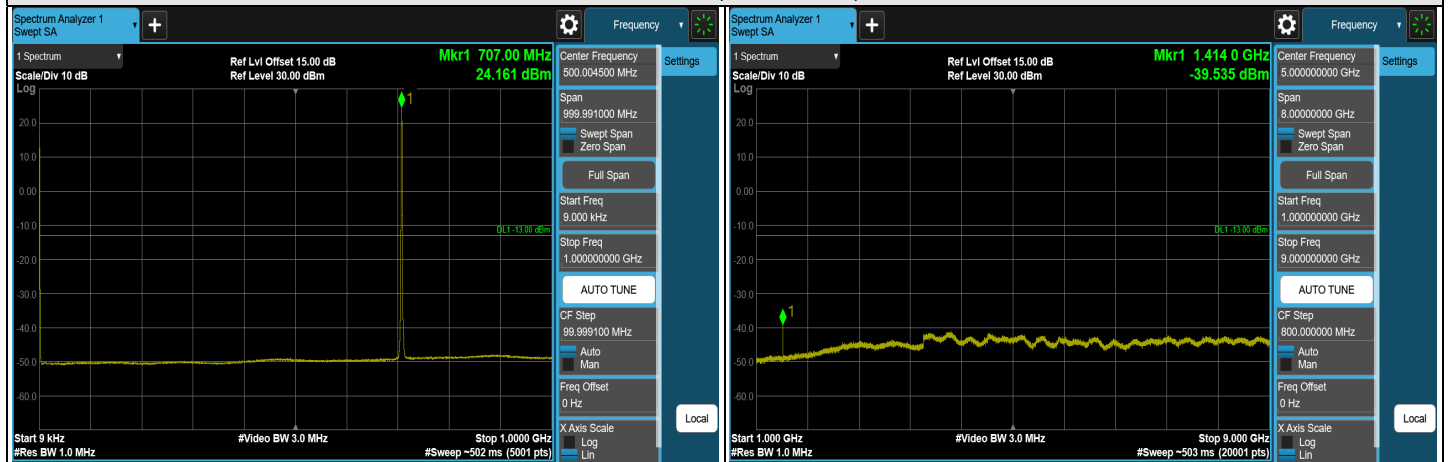 Spectrum Analyzer 1
Swept SA
+
Frequency
1 Spectrum
Scale/Div 10 dB
Ref Lvl Offset 15.00 dB
Ref Level 30.00 dBm
Mkr1 707.00 MHz
24.161 dBm
Log
1
20.0
10.0
0.00
-10.0
-20.0
-30.0
-40.0
-50.0
-60.0
DL1 -13.00 dBm
Start 9 kHz
#Res BW 1.0 MHz
#Video BW 3.0 MHz
Stop 1.0000 GHz
#Sweep ~502 ms (5001 pts)
Center Frequency
500.004500 MHz
Settings
Span
999.991000 MHz
Swept Span
Zero Span
Full Span
Start Freq
9.000 kHz
Stop Freq
1.000000000 GHz
AUTO TUNE
CF Step
99.999100 MHz
Auto
Man
Freq Offset
0 Hz
X Axis Scale
Log
Lin
Local
Spectrum Analyzer 1
Swept SA
+
Frequency
1 Spectrum
Scale/Div 10 dB
Ref Lvl Offset 15.00 dB
Ref Level 30.00 dBm
Mkr1 1.414 0 GHz
-39.535 dBm
Log
1
20.0
10.0
0.00
-10.0
-20.0
-30.0
-40.0
-50.0
-60.0
DL1 -13.00 dBm
Start 1.000 GHz
#Res BW 1.0 MHz
#Video BW 3.0 MHz
Stop 9.000 GHz
#Sweep ~503 ms (20001 pts)
Center Frequency
5.000000000 GHz
Settings
Span
8.00000000 GHz
Swept Span
Zero Span
Full Span
Start Freq
1.000000000 GHz
Stop Freq
9.000000000 GHz
AUTO TUNE
CF Step
800.000000 MHz
Auto
Man
Freq Offset
0 Hz
X Axis Scale
Log
Lin
Local